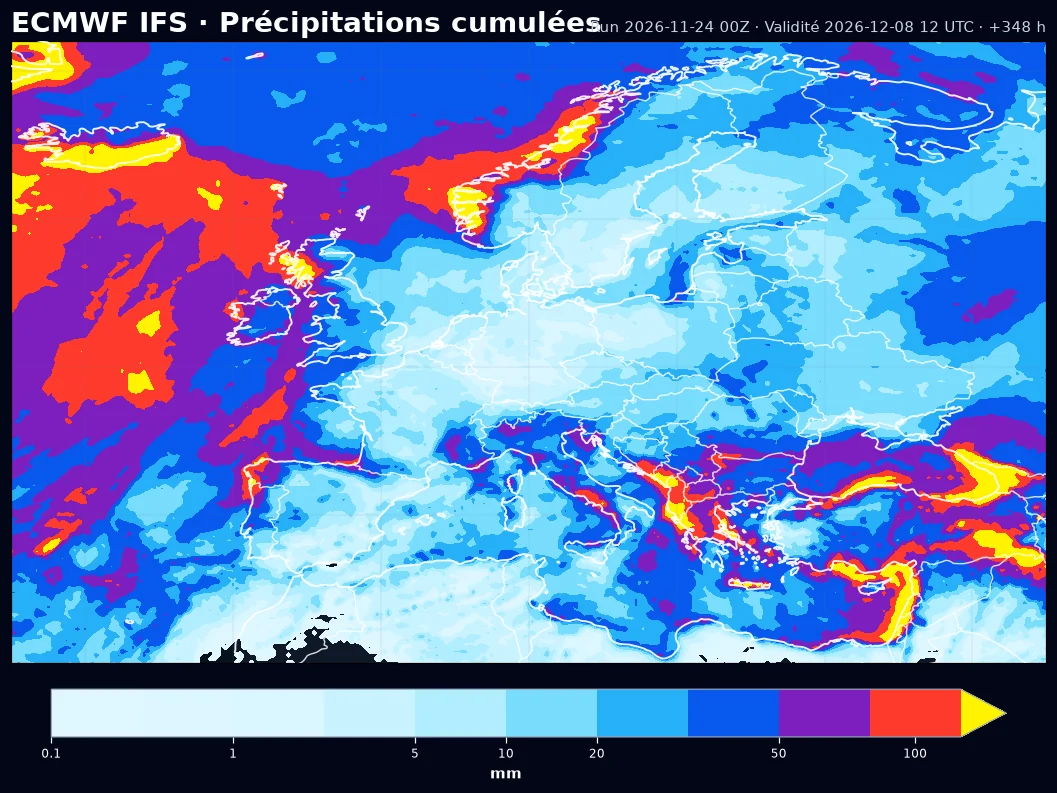 ECMWF IFS · Précipitations cumulées
Run 2026-11-24 00Z · Validité 2026-12-08 12 UTC · +348 h
0.1 1 5 10 20 50 100
mm